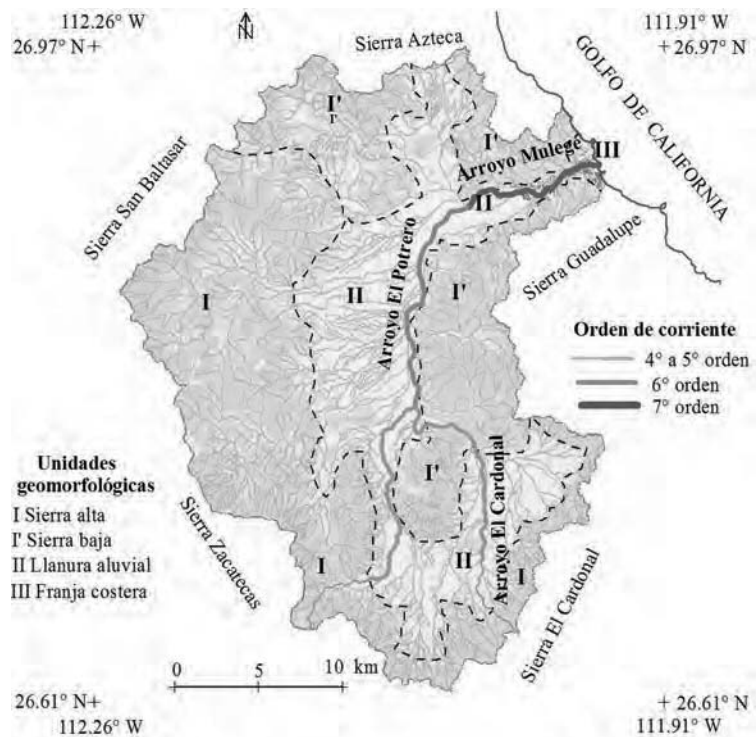 112.26° W
26.97° N+
N
Sierra Azteca
111.91° W
+ 26.97° N
GOLFO DE CALIFORNIA
I'
I'
I'
III
Arroyo Mulegé
II
Sierra San Baltasar
Sierra Guadalupe
I
II
Arroyo El Potrero
I'
Orden de corriente
4° a 5° orden
6° orden
7° orden
Unidades
geomorfológicas
I Sierra alta
I' Sierra baja
II Llanura aluvial
III Franja costera
I'
Arroyo El Cardonal
Sierra Zacatecas
I
II
I
Sierra El Cardonal
0 5 10 km
26.61° N+
112.26° W
+ 26.61° N
111.91° W